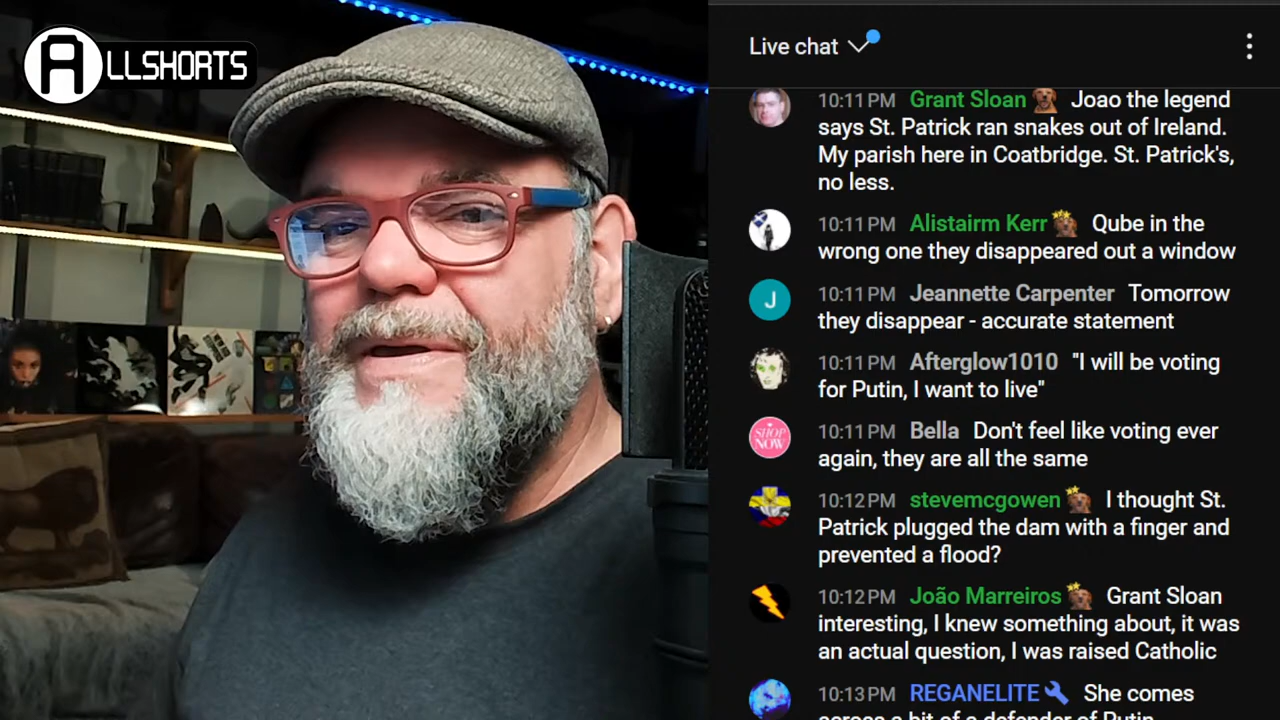 ALLSHORTS
Live chat
10:11 PM Grant Sloan Joao the legend
says St. Patrick ran snakes out of Ireland.
My parish here in Coatbridge. St. Patrick's,
no less.
10:11 PM Alistairm Kerr Qube in the
wrong one they disappeared out a window
J
10:11 PM Jeannette Carpenter Tomorrow
they disappear - accurate statement
10:11 PM Afterglow1010 "I will be voting
for Putin, I want to live"
SHOP
NOW
10:11 PM Bella Don't feel like voting ever
again, they are all the same
10:12 PM stevemcgowen I thought St.
Patrick plugged the dam with a finger and
prevented a flood?
10:12 PM João Marreiros Grant Sloan
interesting, I knew something about, it was
an actual question, I was raised Catholic
10:13 PM REGANELITE She comes
across a bit of a defender of Putin